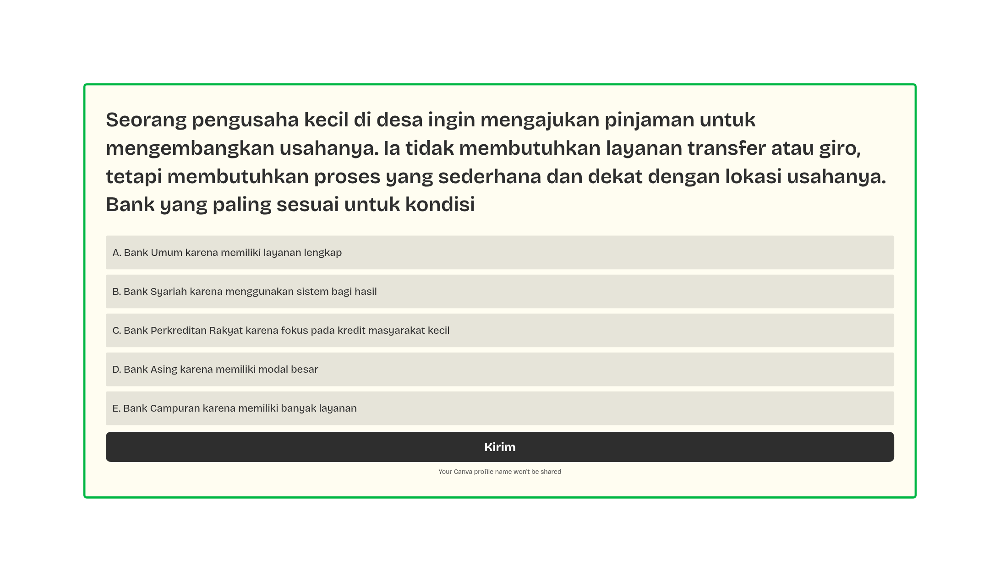 Seorang pengusaha kecil di desa ingin mengajukan pinjaman untuk
mengembangkan usahanya. Ia tidak membutuhkan layanan transfer atau giro,
tetapi membutuhkan proses yang sederhana dan dekat dengan lokasi usahanya.
Bank yang paling sesuai untuk kondisi
A. Bank Umum karena memiliki layanan lengkap
B. Bank Syariah karena menggunakan sistem bagi hasil
C. Bank Perkreditan Rakyat karena fokus pada kredit masyarakat kecil
D. Bank Asing karena memiliki modal besar
E. Bank Campuran karena memiliki banyak layanan
Kirim
Your Canva profile name won't be shared